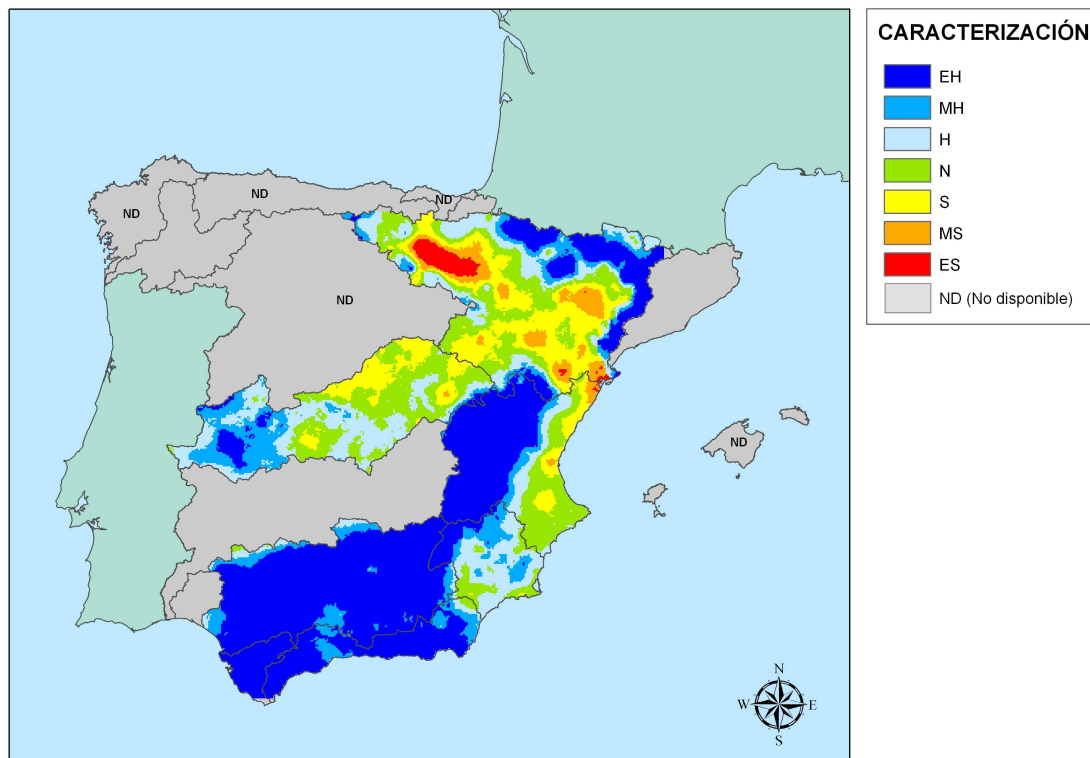 CARACTERIZACIÓN
EH
MH
H
N
S
MS
ES
ND (No disponible)
ND
ND
ND
ND
ND
N
W E
S